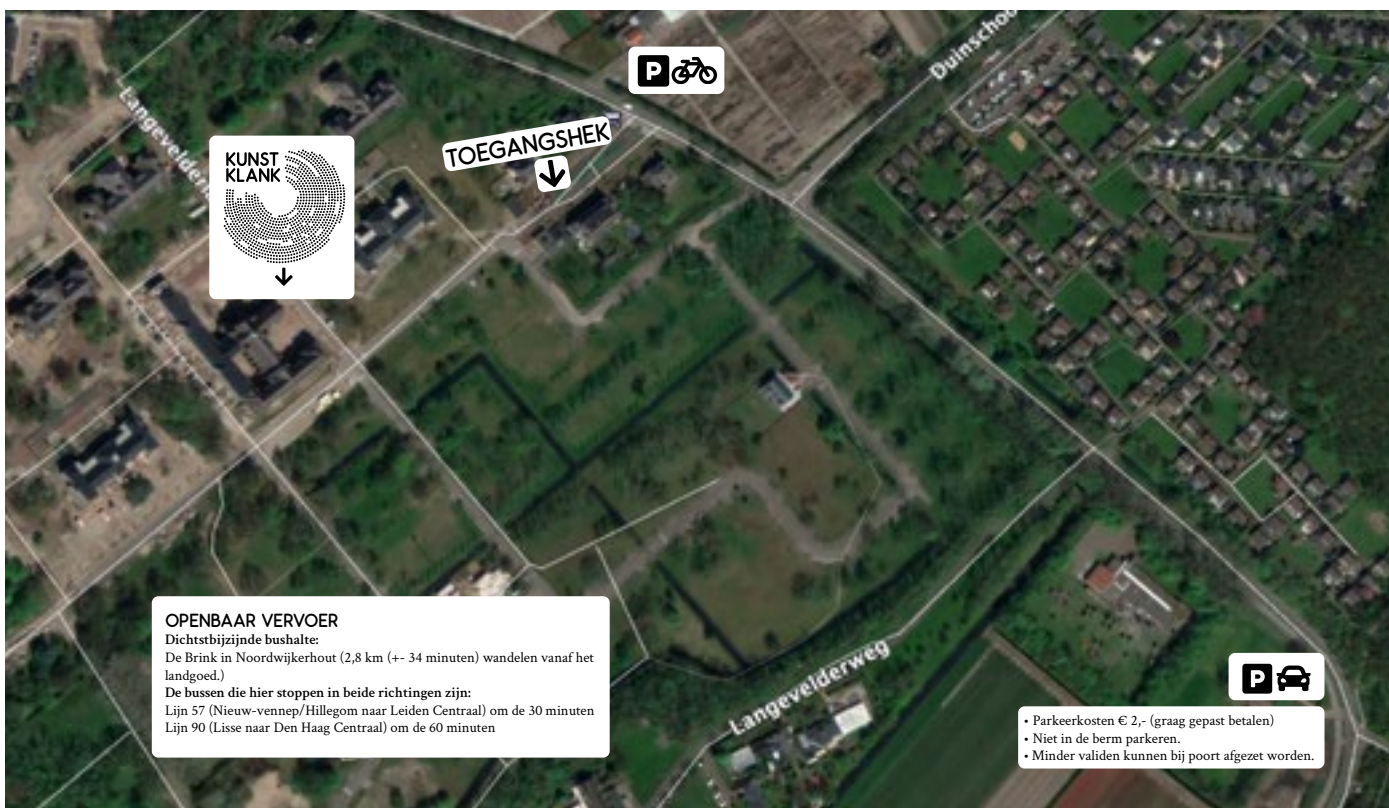 Duinschoo
P
TOEGANGSHEK
KUNST
KLANK
OPENBAAR VERVOER
Dichtstbijzijnde bushalte:
De Brink in Noordwijkerhout (2,8 km (+- 34 minuten) wandelen vanaf het
landgoed.)
De bussen die hier stoppen in beide richtingen zijn:
Lijn 57 (Nieuw-vennep/Hillegom naar Leiden Centraal) om de 30 minuten
Lijn 90 (Lisse naar Den Haag Centraal) om de 60 minuten
Langevelderweg
P
• Parkeerkosten € 2,- (graag gepast betalen)
• Niet in de berm parkeren.
• Minder validen kunnen bij poort afgezet worden.